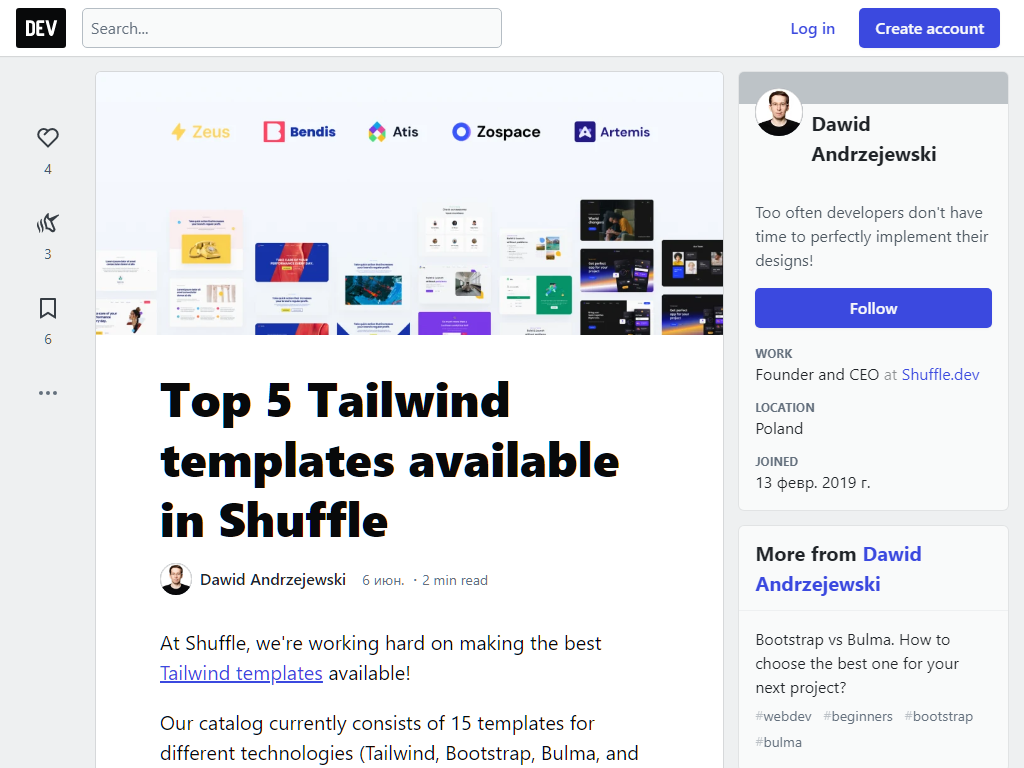 DEV
Search...
Log in
Create account
4
3
6
Zeus
Bendis
Atis
Zospace
Artemis
Top 5 Tailwind
templates available
in Shuffle
Dawid Andrzejewski 6 июн. · 2 min read
At Shuffle, we're working hard on making the best
Tailwind templates available!
Our catalog currently consists of 15 templates for
different technologies (Tailwind, Bootstrap, Bulma, and
Dawid
Andrzejewski
Too often developers don't have
time to perfectly implement their
designs!
Follow
WORK
Founder and CEO at Shuffle.dev
LOCATION
Poland
JOINED
13 февр. 2019 г.
More from Dawid
Andrzejewski
Bootstrap vs Bulma. How to
choose the best one for your
next project?
#webdev #beginners #bootstrap
#bulma